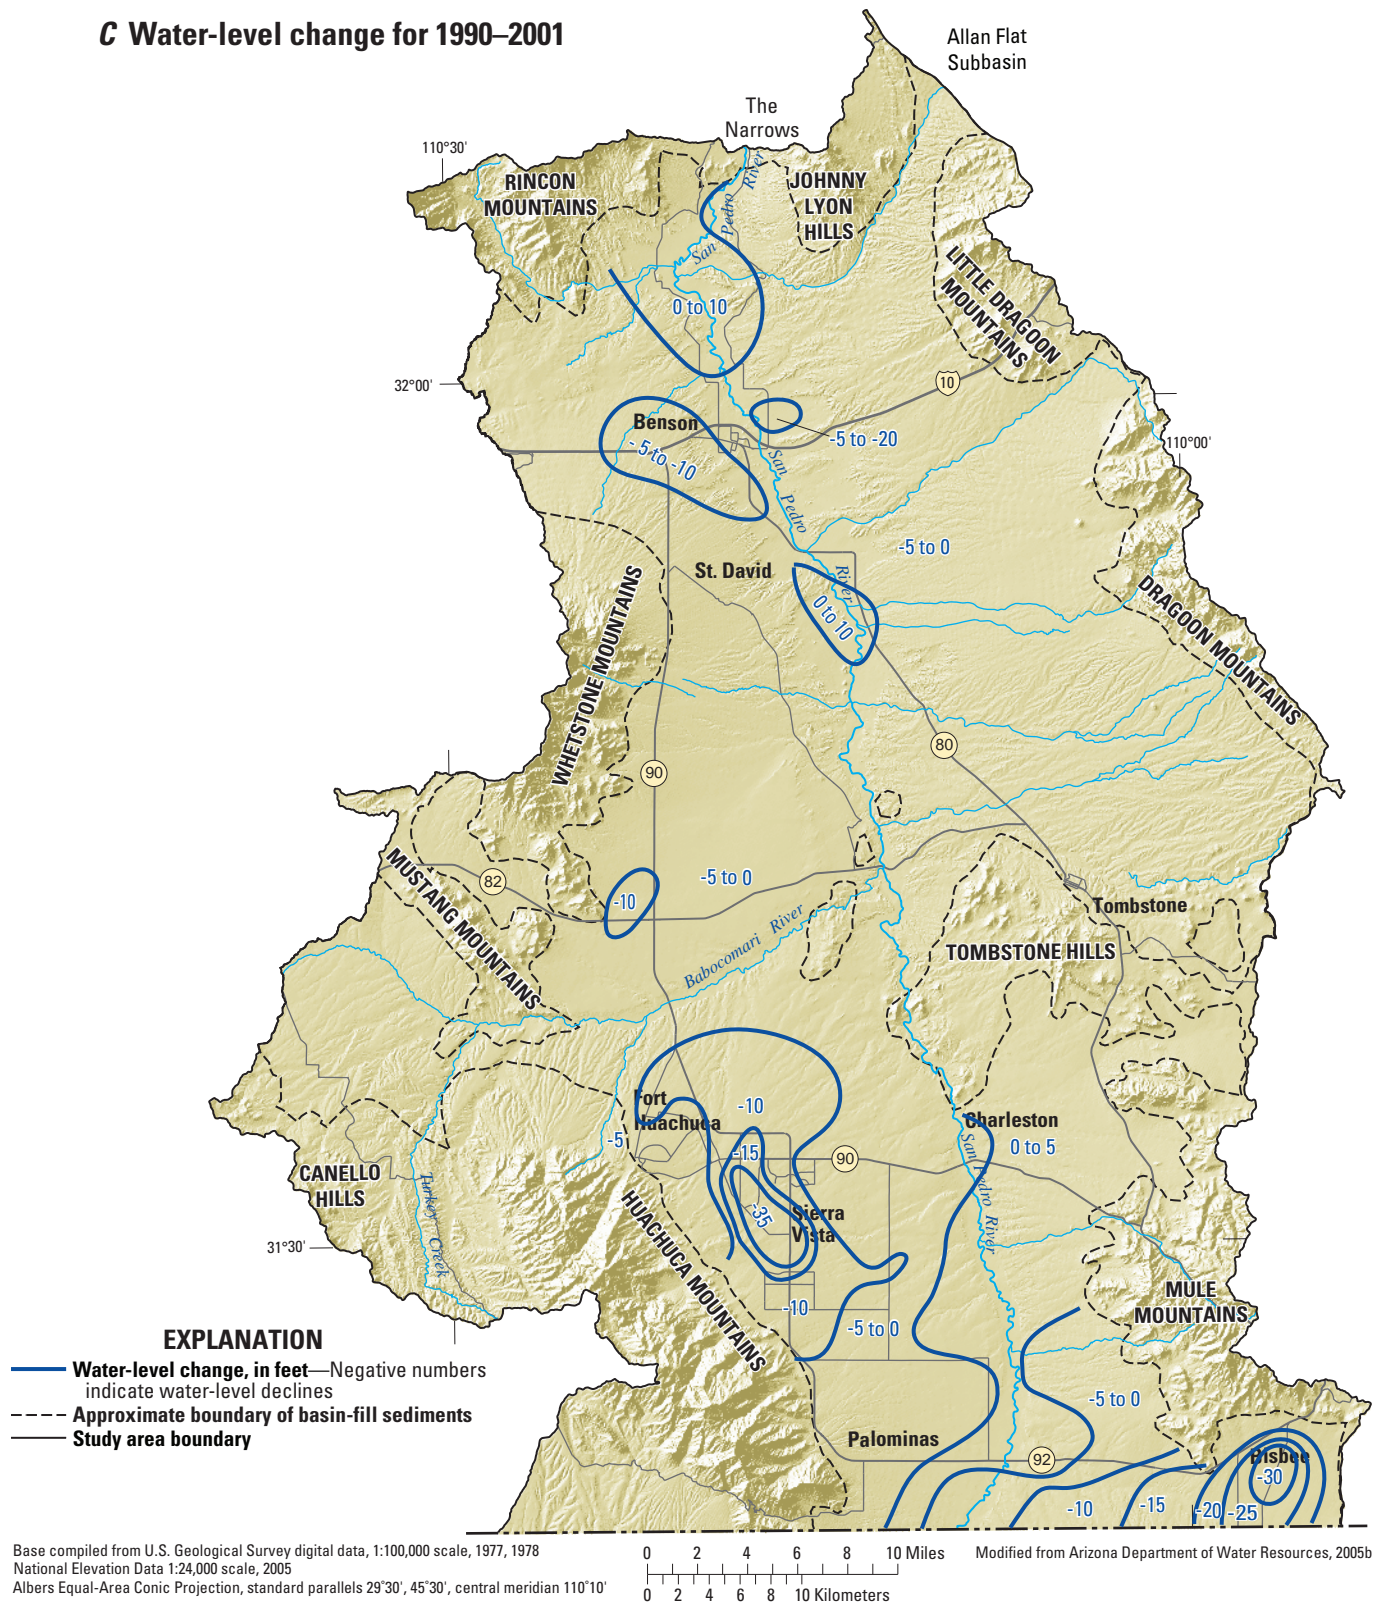 C Water-level change for 1990–2001
Allan Flat
Subbasin
The
Narrows
110°30'
RINCON
MOUNTAINS
JOHNNY
LYON
HILLS
San Pedro River
LITTLE DRAGOON
MOUNTAINS
0 to 10
32°00'
10
Benson
-5 to -20
- 5 to -10
110°00'
San Pedro River
-5 to 0
St. David
0 to 10
DRAGOON MOUNTAINS
WHETSTONE MOUNTAINS
80
90
MUSTANG MOUNTAINS
82
-5 to 0
-10
Tombstone
Babocomari River
TOMBSTONE HILLS
Fort
Huachuca
-10
Charleston
0 to 5
-5
-15
90
CANELLO
HILLS
Turkey Creek
HUACHUCA MOUNTAINS
-35
Sierra
Vista
San Pedro River
31°30'
MULE
MOUNTAINS
-10
-5 to 0
-5 to 0
Palominas
92
Bisbee
-30
-10
-15
-20
-25
EXPLANATION
Water-level change, in feet—Negative numbers
indicate water-level declines
Approximate boundary of basin-fill sediments
Study area boundary
Base compiled from U.S. Geological Survey digital data, 1:100,000 scale, 1977, 1978
National Elevation Data 1:24,000 scale, 2005
Albers Equal-Area Conic Projection, standard parallels 29°30', 45°30', central meridian 110°10'
0 2 4 6 8 10 Miles
0 2 4 6 8 10 Kilometers
Modified from Arizona Department of Water Resources, 2005b